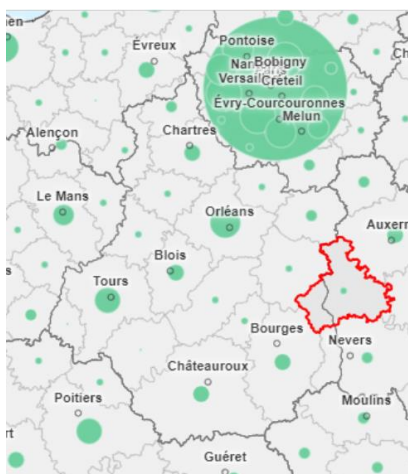 Évreux
Pontoise
Bobigny
Versail
Créteil
Évry-Courcouronnes
Melun
Alençon
Chartres
Le Mans
Orléans
Auxerr
Blois
Tours
Bourges
Nevers
Châteauroux
Poitiers
Moulins
Guéret